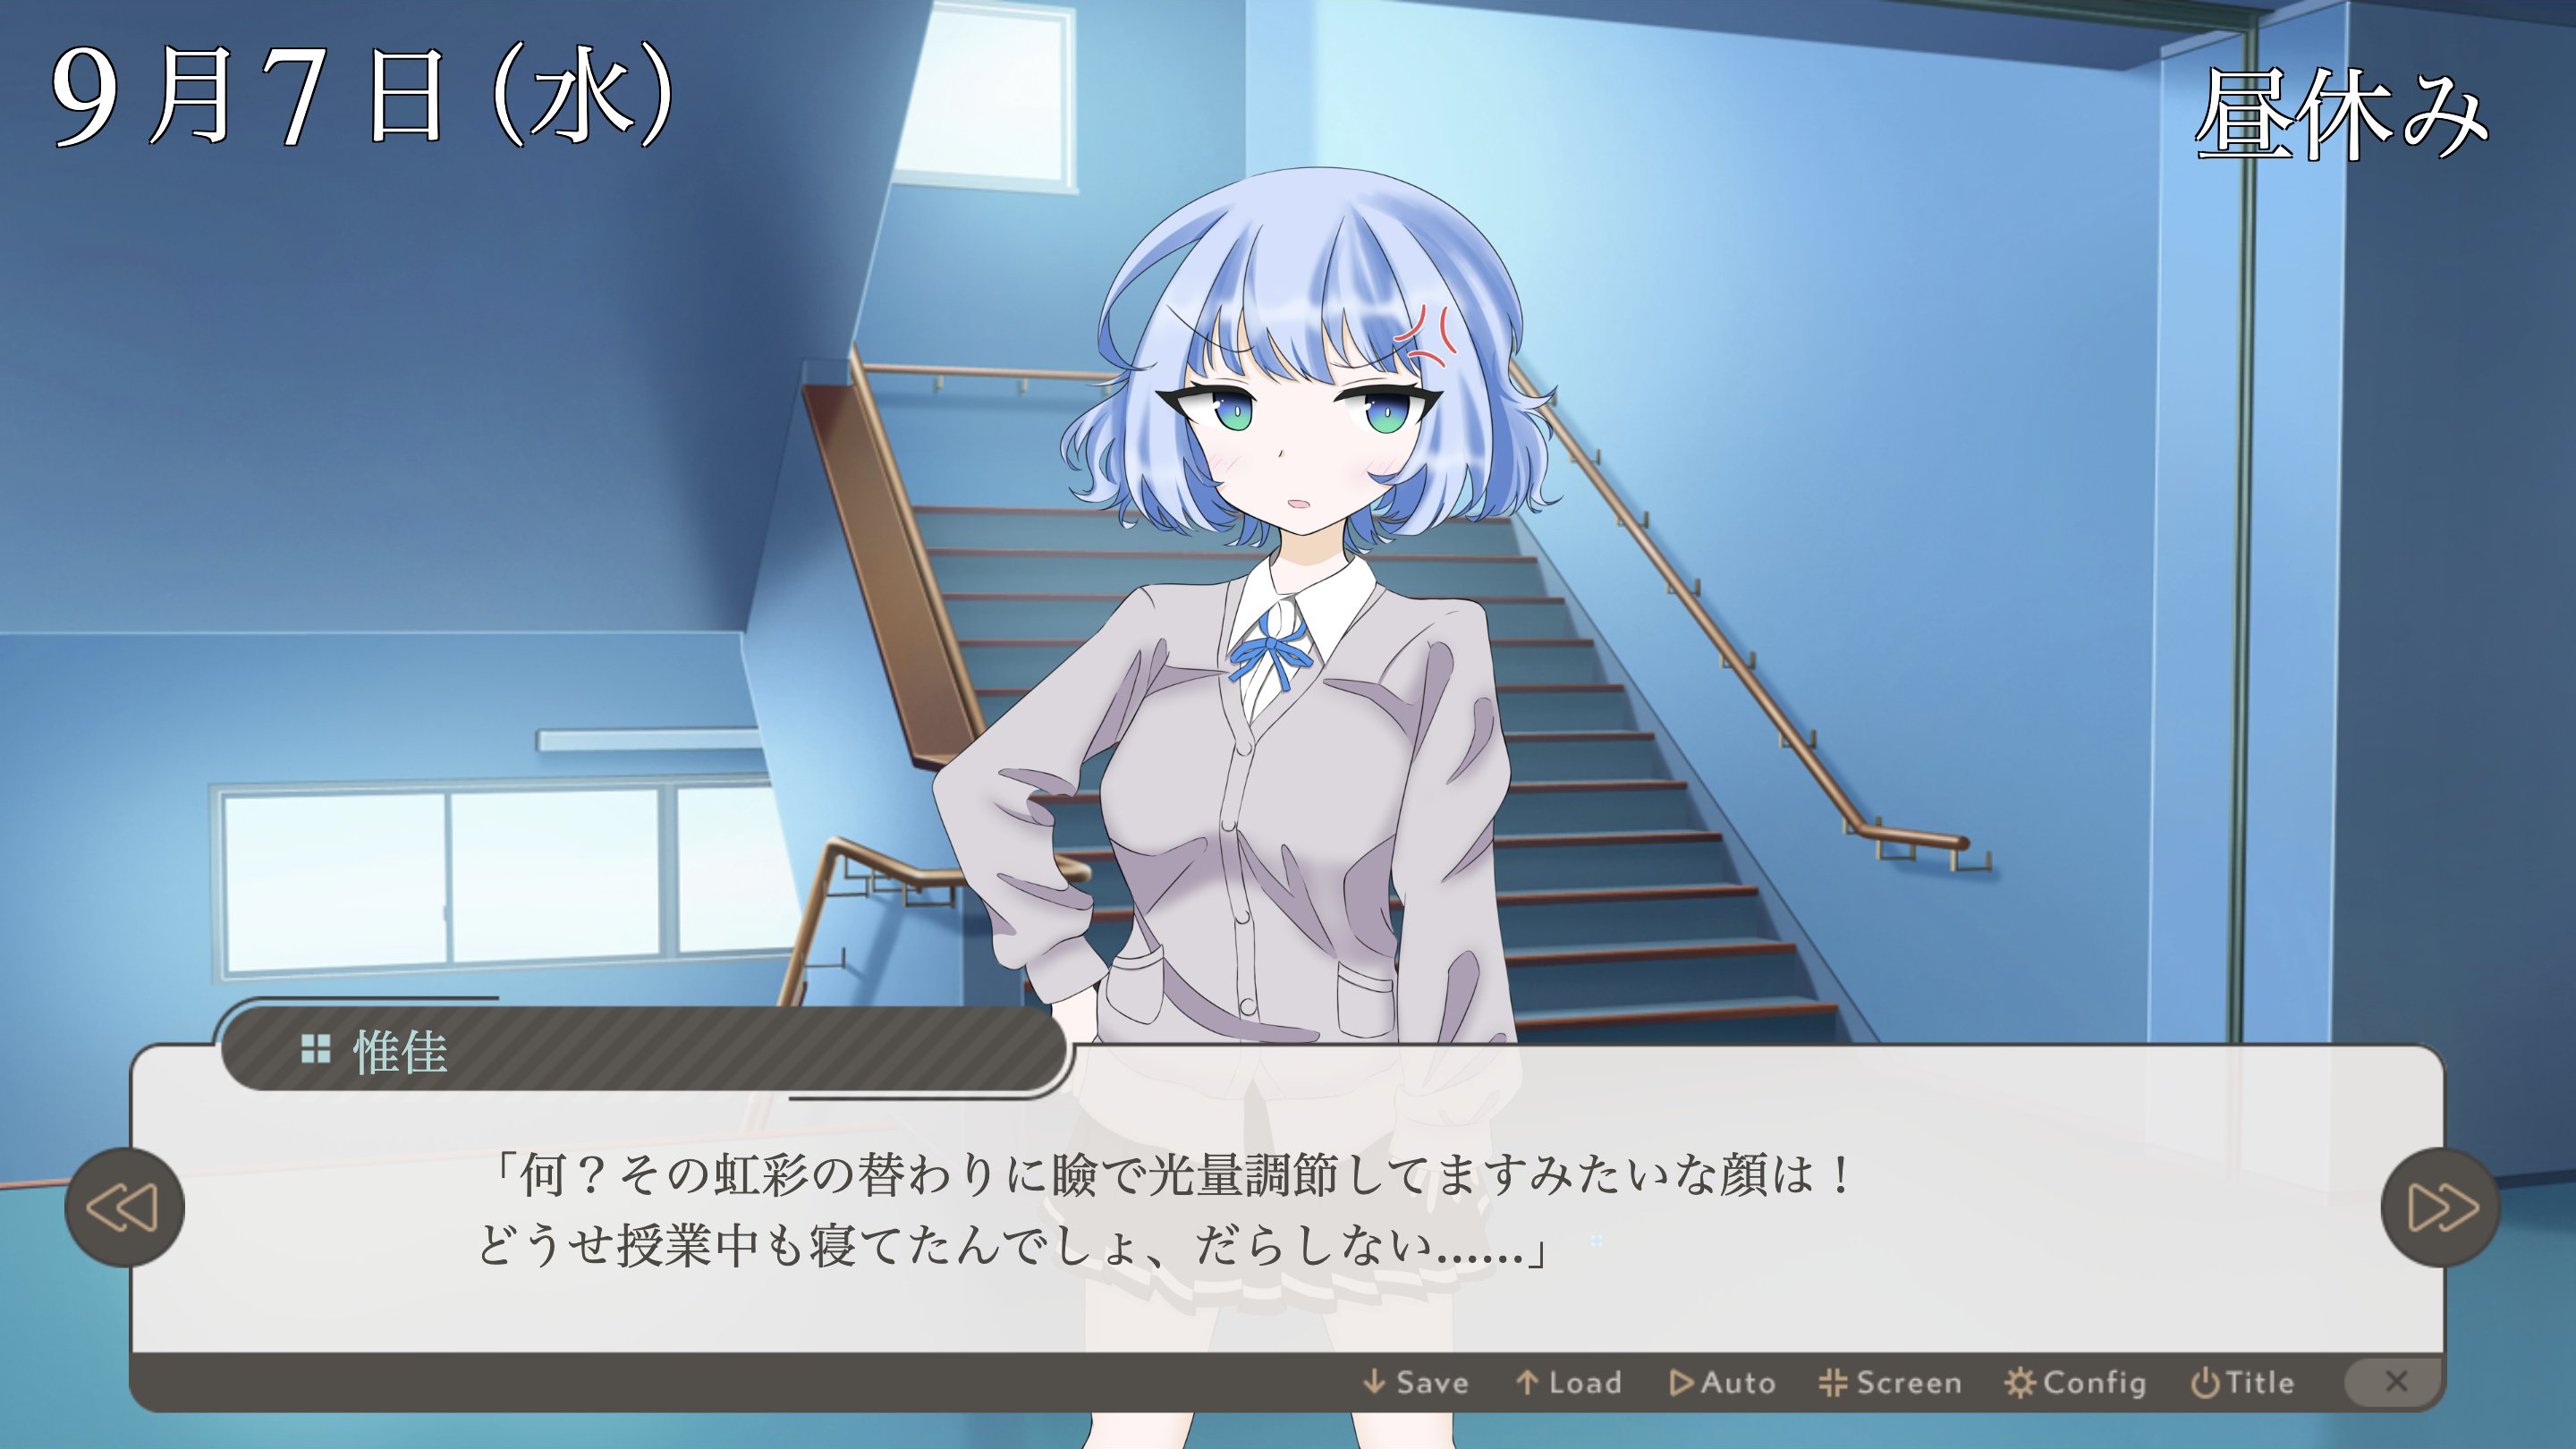 9月7日(水)
昼休み
惟佳
「何？その虹彩の替わりに瞼で光量調節してますみたいな顔は！
どうせ授業中も寝てたんでしょ、だらしない……」
Save Load Auto Screen Config Title